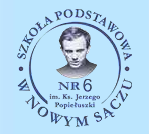 SZKOŁA PODSTAWOWA
NR 6
im. Ks. Jerzego
Popiełuszki
W NOWYM SĄCZU